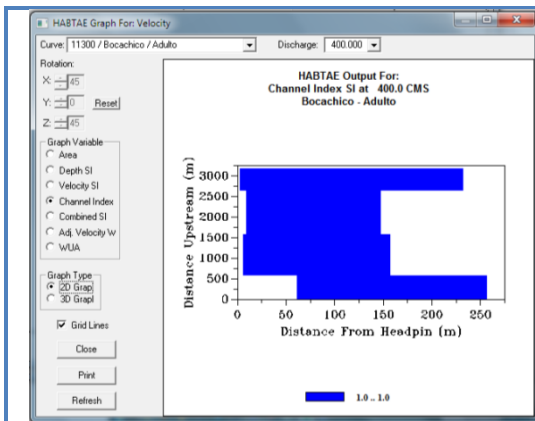 HABTAE Graph For: Velocity
Curve: 11300 / Bocachico / Adulto Discharge: 400.000
Rotation:
X: 45
Y: 0 Reset
Z: 45
Graph Variable
Area
Depth SI
Velocity SI
Channel Index
Combined SI
Adj. Velocity W
WUA
Graph Type
2D Grap
3D Grapl
Grid Lines
Close
Print
Refresh
HABTAE Output For:
Channel Index SI at 400.0 CMS
Bocachico - Adulto
Distance Upstream (m)
3000
2500
2000
1500
1000
500
0
0 50 100 150 200 250
Distance From Headpin (m)
1.0 .. 1.0